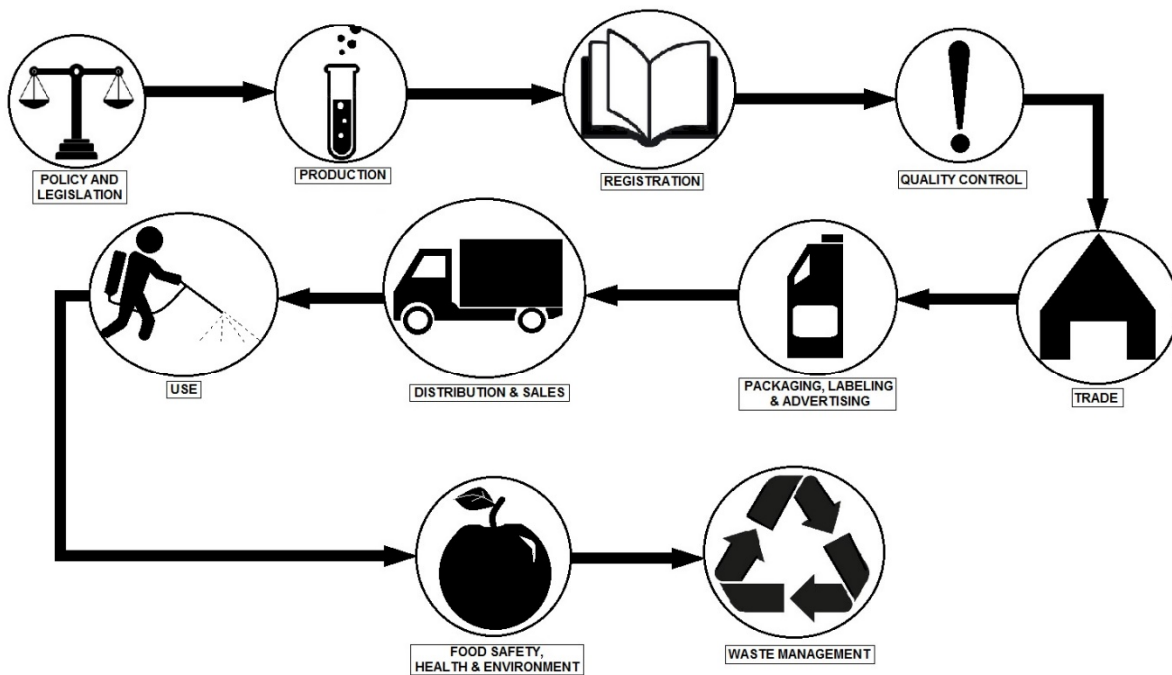 POLICY AND
LEGISLATION
PRODUCTION
REGISTRATION
QUALITY CONTROL
TRADE
PACKAGING, LABELING
& ADVERTISING
DISTRIBUTION & SALES
USE
FOOD SAFETY,
HEALTH & ENVIRONMENT
WASTE MANAGEMENT